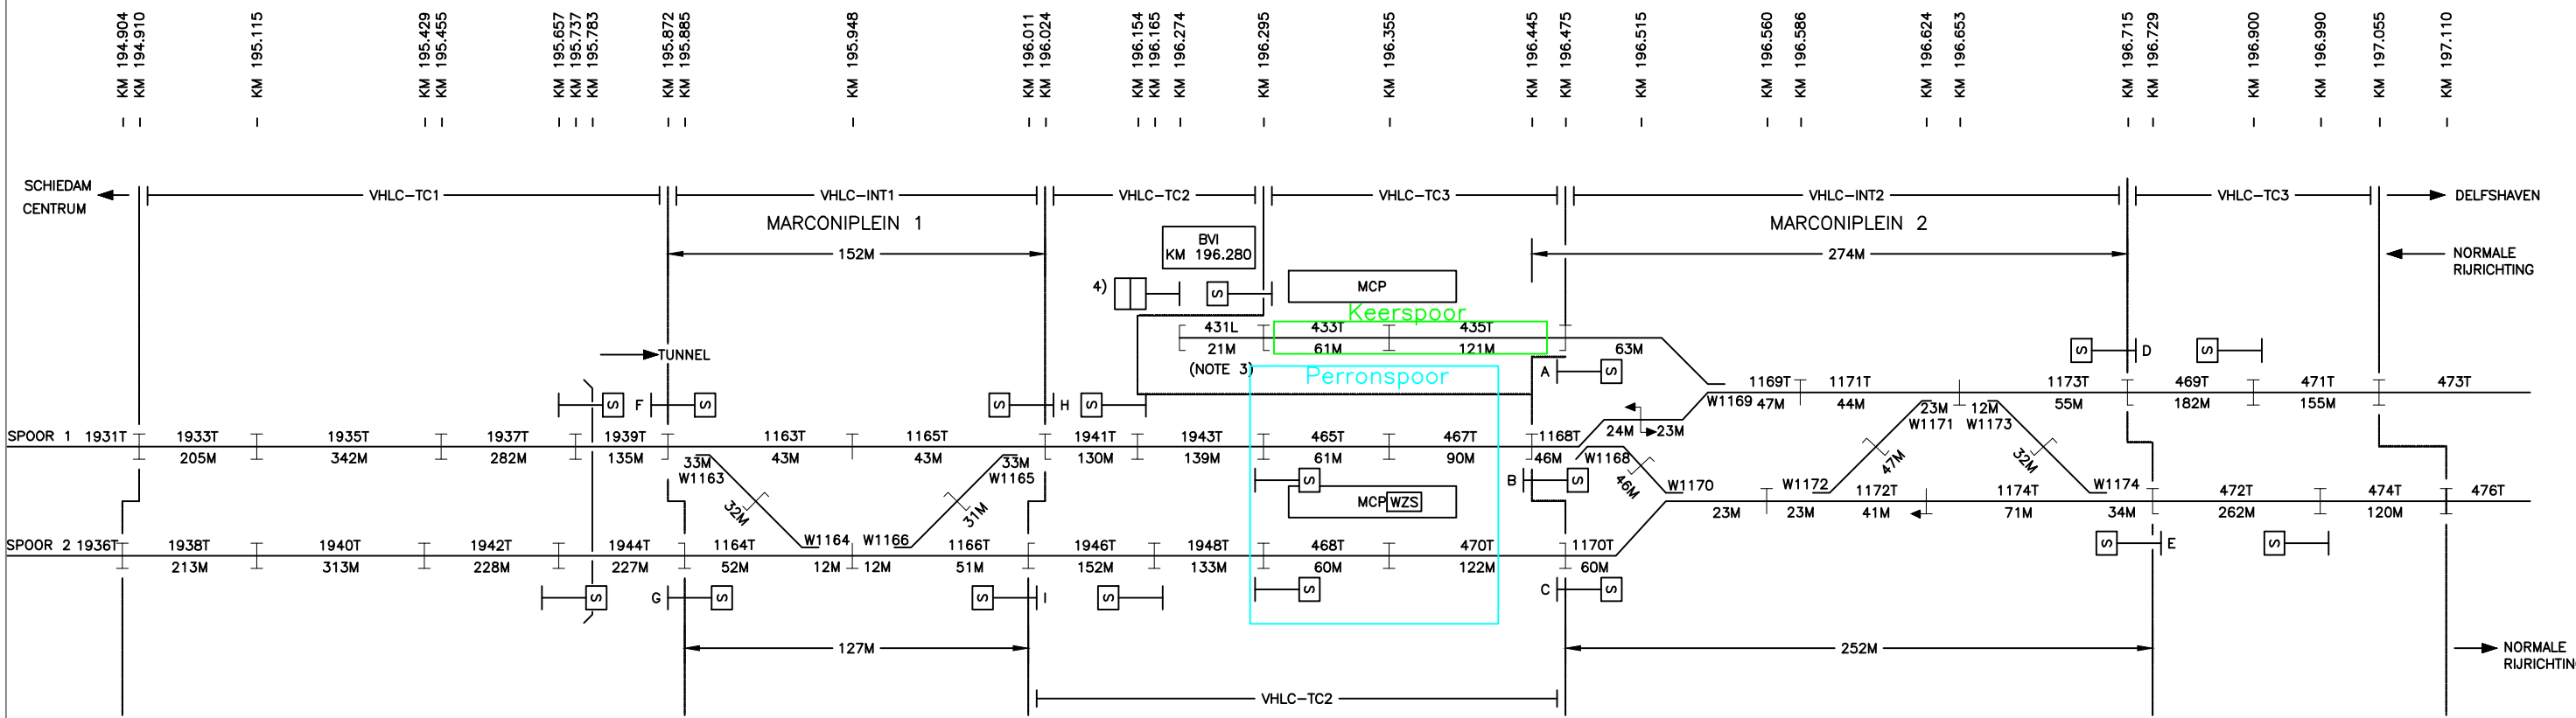 KM 194.904
KM 194.910
KM 195.115
KM 195.429
KM 195.455
KM 195.657
KM 195.737
KM 195.783
KM 195.872
KM 195.885
KM 195.948
KM 196.011
KM 196.024
KM 196.154
KM 196.165
KM 196.274
KM 196.295
KM 196.355
KM 196.445
KM 196.475
KM 196.515
KM 196.560
KM 196.586
KM 196.624
KM 196.653
KM 196.715
KM 196.729
KM 196.900
KM 196.990
KM 197.055
KM 197.110
SCHIEDAM
CENTRUM
VHLC-TC1
VHLC-INT1
VHLC-TC2
VHLC-TC3
VHLC-INT2
VHLC-TC3
DELFSHAVEN
MARCONIPLEIN 1
MARCONIPLEIN 2
152M
BVI
KM 196.280
274M
NORMALE
RIJRICHTING
4)
S
MCP
Keerspoor
431L
433T
435T
21M
61M
121M
63M
TUNNEL
(NOTE 3)
Perronspoor
A
S
S
D
S
S
F
S
S
H
S
1169T
1171T
1173T
469T
471T
473T
W1169
47M
44M
23M
12M
55M
182M
155M
W1171
W1173
24M
23M
SPOOR 1
1931T
1933T
1935T
1937T
1939T
1163T
1165T
1941T
1943T
465T
467T
1168T
205M
342M
282M
135M
33M
43M
43M
33M
130M
139M
61M
90M
46M
W1168
W1163
W1165
32M
31M
46M
47M
32M
S
B
S
MCP
WZS
W1170
W1172
1172T
1174T
W1174
472T
474T
476T
23M
23M
41M
71M
34M
262M
120M
SPOOR 2
1936T
1938T
1940T
1942T
1944T
1164T
W1164
W1166
1166T
1946T
1948T
468T
470T
1170T
213M
313M
228M
227M
52M
12M
12M
51M
152M
133M
60M
122M
60M
S
E
S
S
G
S
S
I
S
S
C
S
127M
252M
NORMALE
RIJRICHTIN
VHLC-TC2